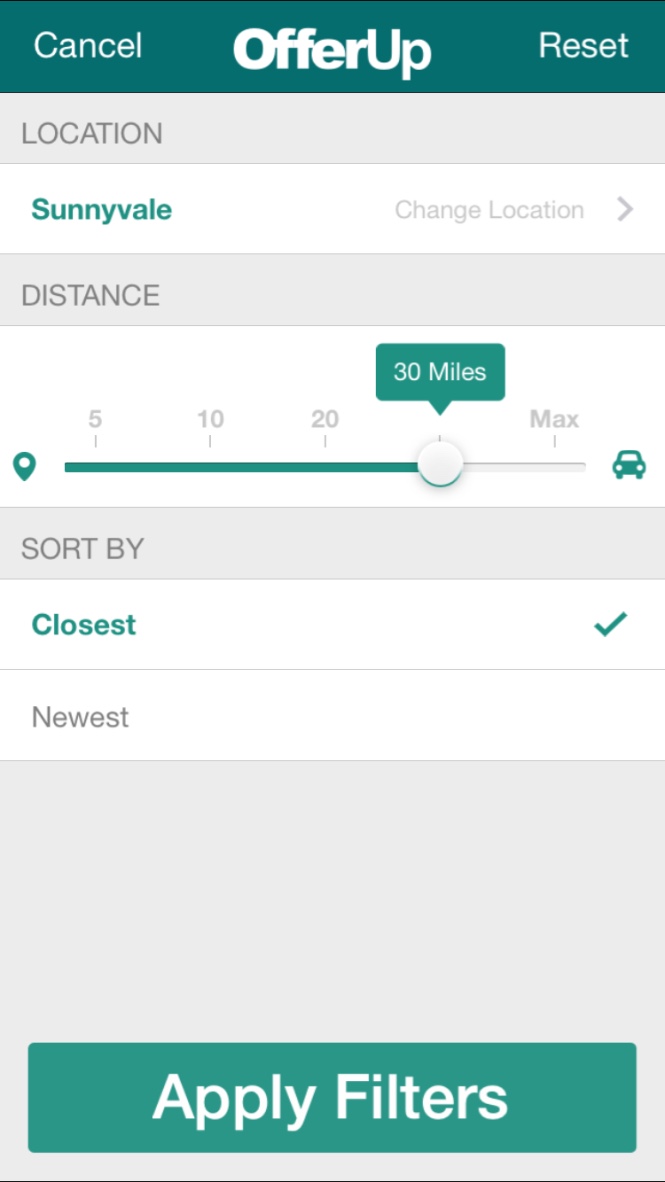 Cancel OfferUp Reset
LOCATION
Sunnyvale Change Location
DISTANCE
30 Miles
5 10 20 Max
SORT BY
Closest
Newest
Apply Filters